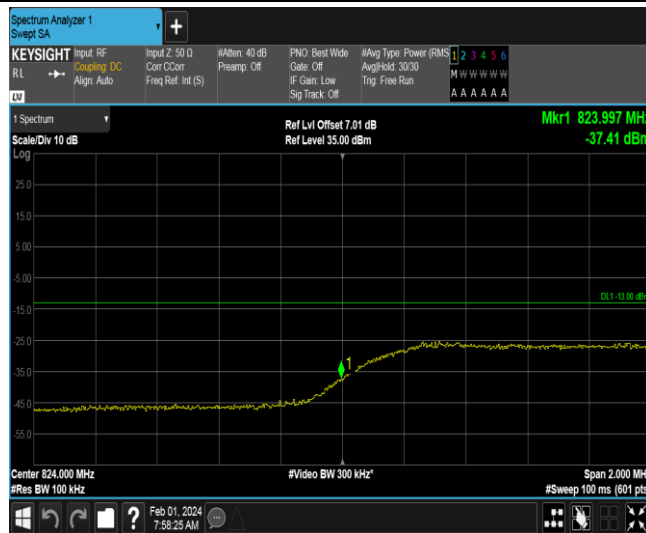 Spectrum Analyzer 1
Swept SA
+
KEYSIGHT
RL
Input: RF
Coupling: DC
Align: Auto
Input Z: 50 Ω
Corr CCorr
Freq Ref: Int (S)
#Atten: 40 dB
Preamp: Off
PNO: Best Wide
Gate: Off
IF Gain: Low
Sig Track: Off
#Avg Type: Power (RMS
Avg|Hold: 30/30
Trig: Free Run
1 2 3 4 5 6
M W W W W W
A A A A A A
1 Spectrum
Scale/Div 10 dB
Log
Ref Lvl Offset 7.01 dB
Ref Level 35.00 dBm
Mkr1 823.997 MHz
-37.41 dBm
25.0
15.0
5.00
-5.00
DL1 -13.00 dBm
-15.0
-25.0
-35.0
1
-45.0
-55.0
Center 824.000 MHz
#Res BW 100 kHz
#Video BW 300 kHz*
Span 2.000 MHz
#Sweep 100 ms (601 pts
?
Feb 01, 2024
7:58:25 AM